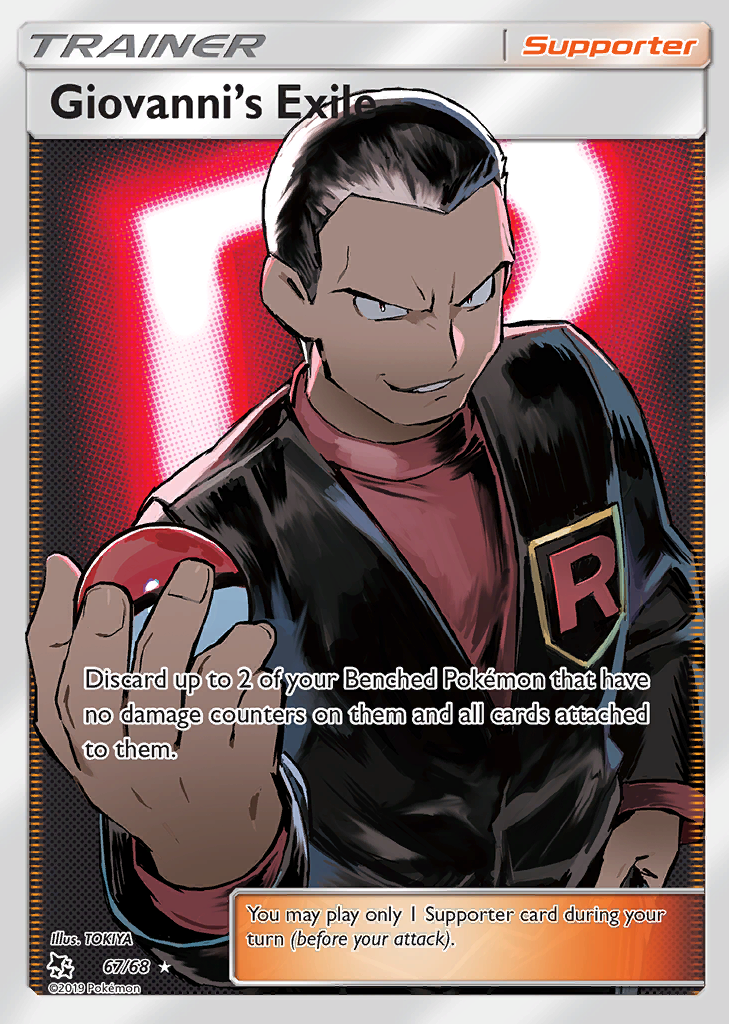 TRAINER
Supporter
Giovanni's Exile
R
Discard up to 2 of your Benched Pokémon that have
no damage counters on them and all cards attached
to them.
You may play only 1 Supporter card during your
turn (before your attack).
Illus. TOKIYA
67/68
©2019 Pokémon